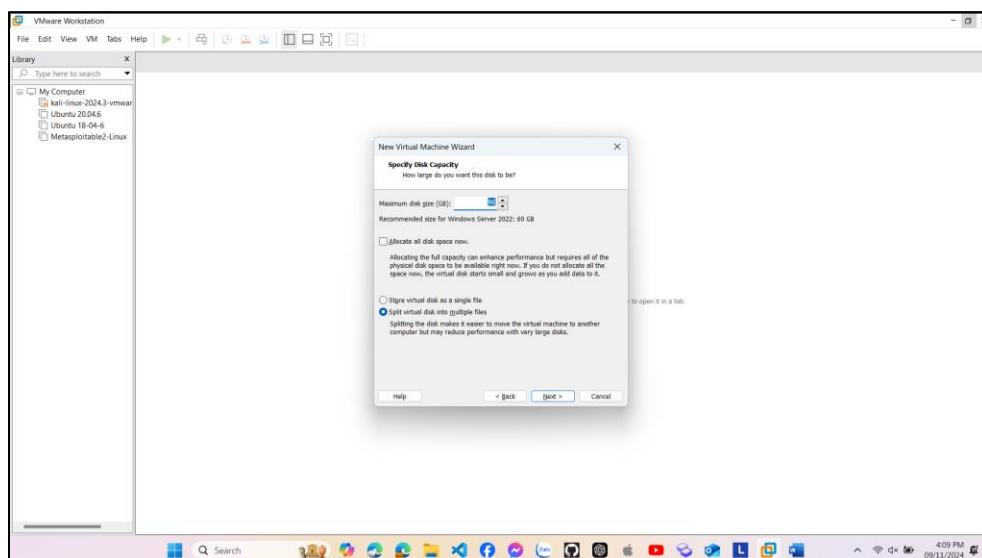 VMware Workstation
File Edit View VM Tabs Help
Library
Type here to search
My Computer
kali-linux-2024.3-vmwar
Ubuntu 20.04.6
Ubuntu 18-04-6
Metasploitable2-Linux
New Virtual Machine Wizard
Specify Disk Capacity
How large do you want this disk to be?
Maximum disk size (GB):
Recommended size for Windows Server 2022: 60 GB
Allocate all disk space now.
Allocating the full capacity can enhance performance but requires all of the
physical disk space to be available right now. If you do not allocate all the
space now, the virtual disk starts small and grows as you add data to it.
Store virtual disk as a single file
to open it in a tab.
Split virtual disk into multiple files
Splitting the disk makes it easier to move the virtual machine to another
computer but may reduce performance with very large disks.
Help < Back Next > Cancel
Search
4:09 PM
09/11/2024